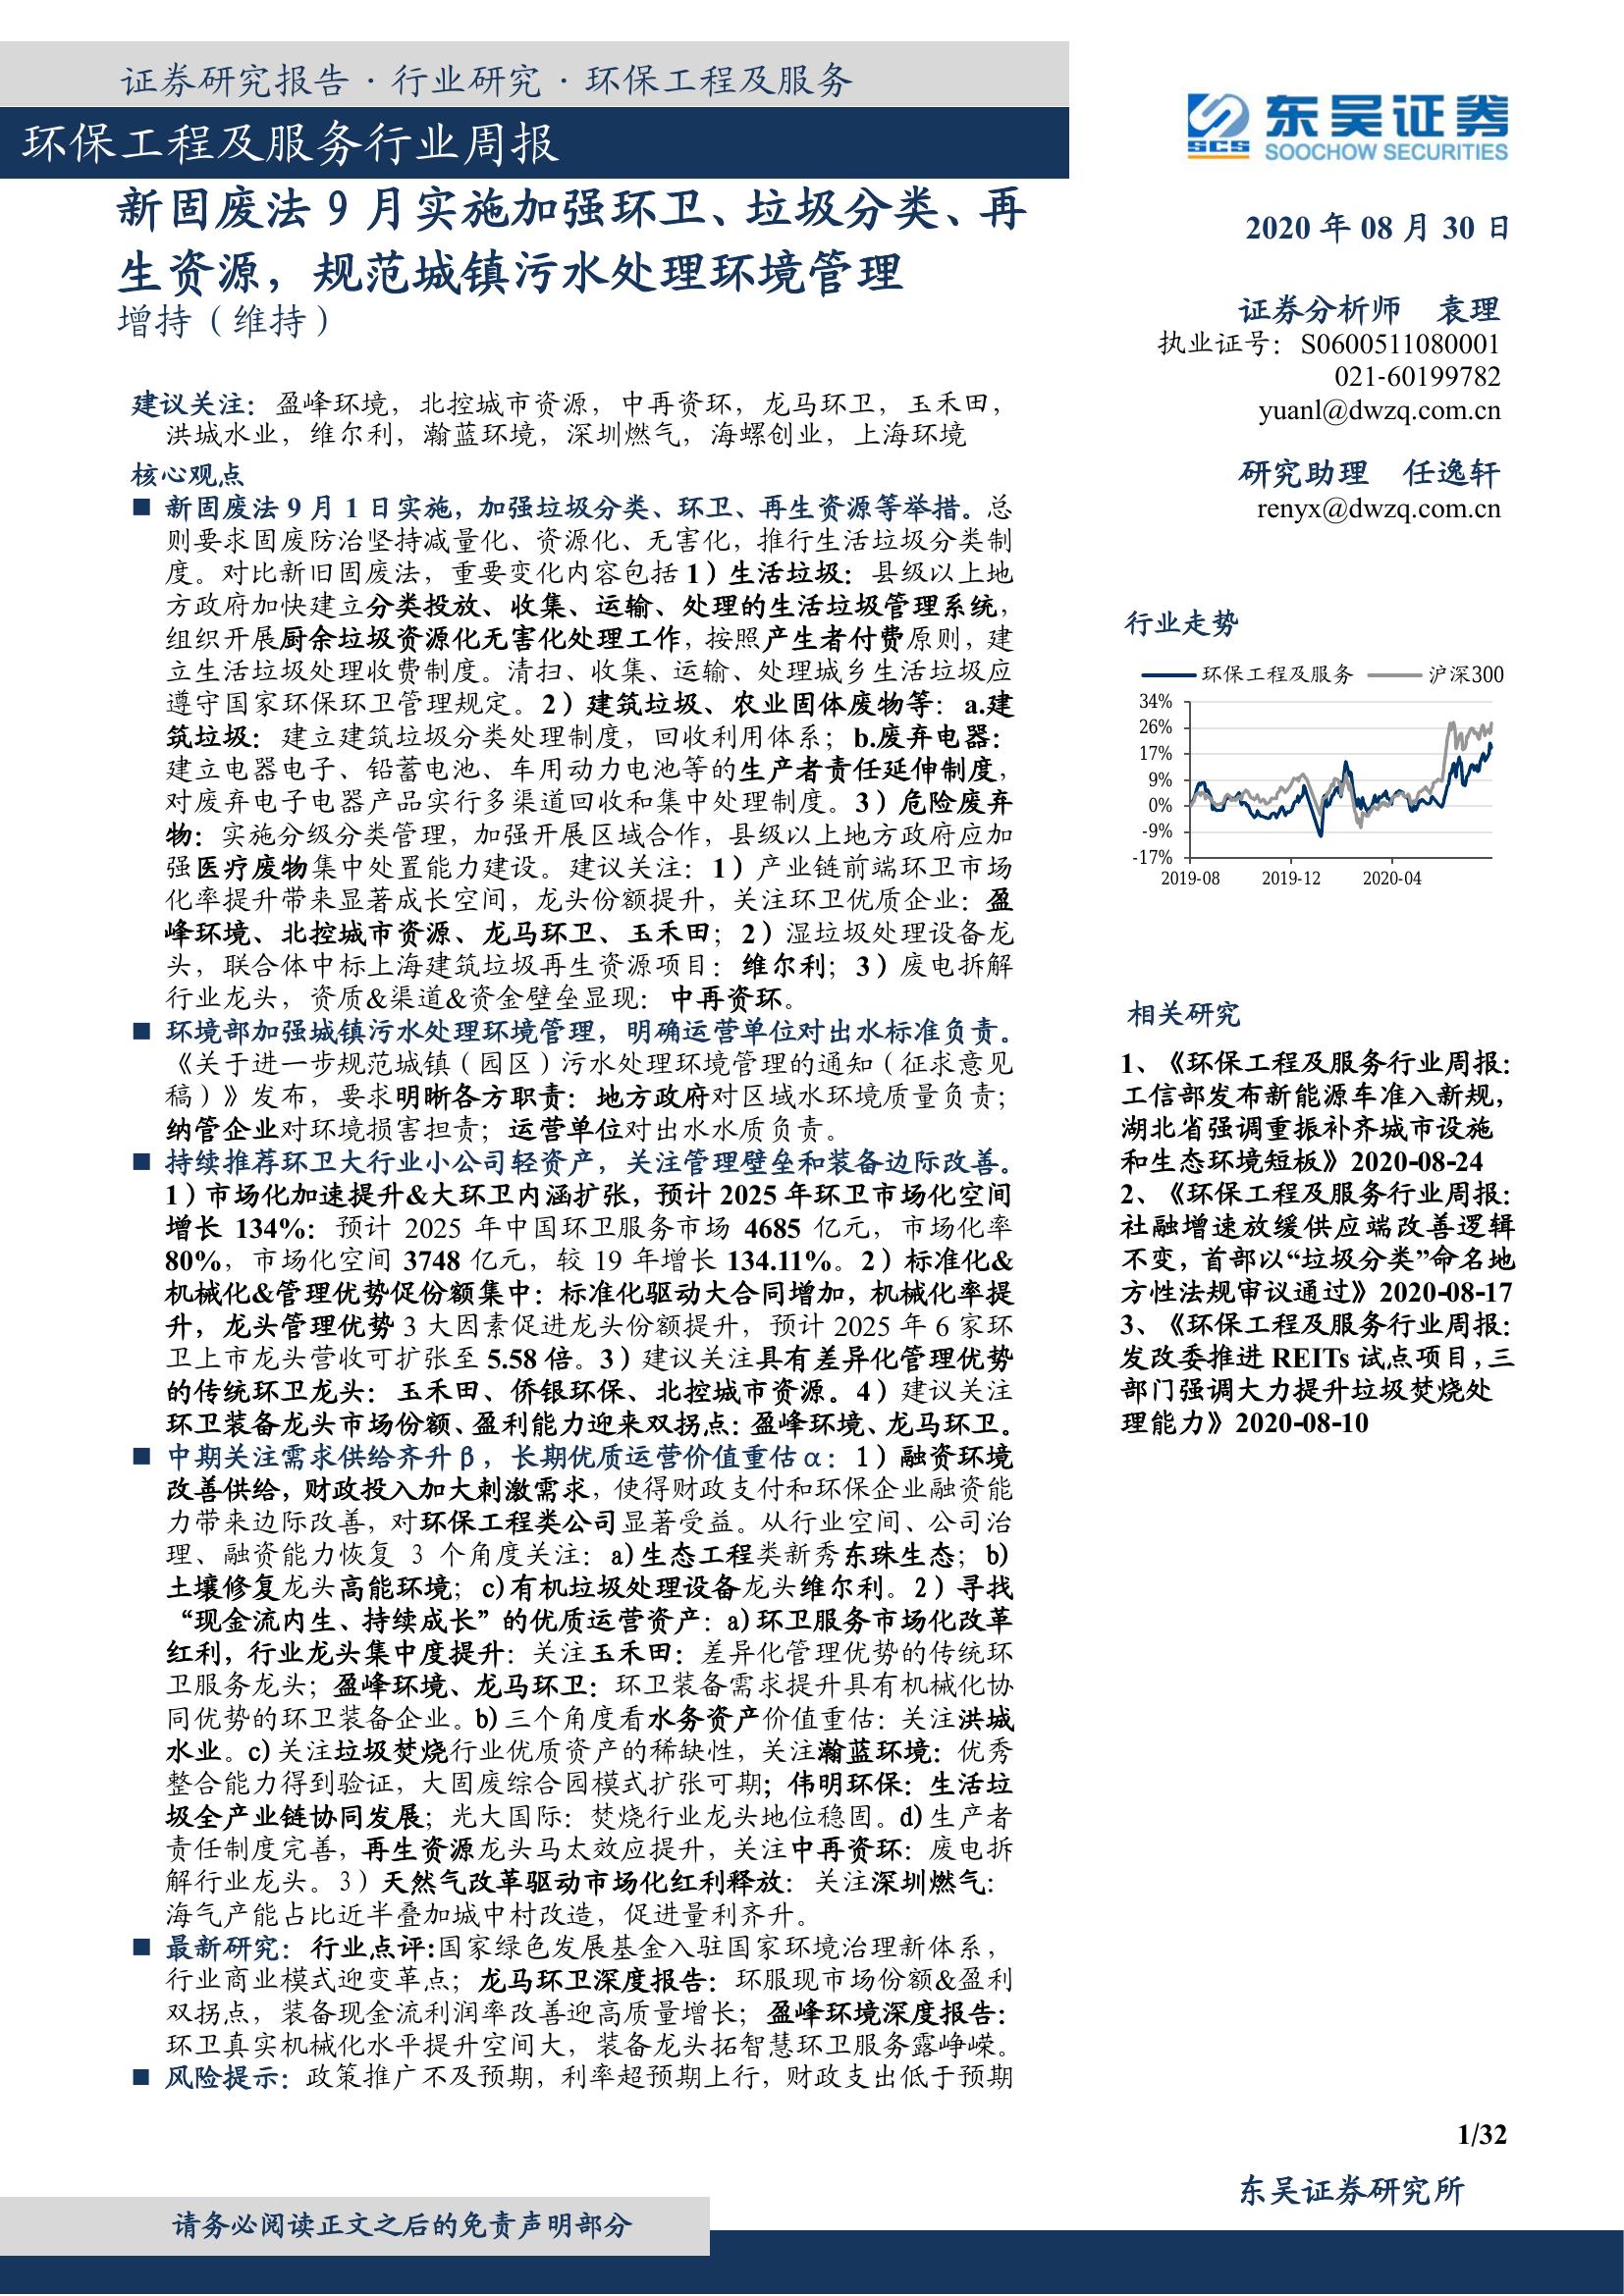 证券研究报告 · 行业研究 · 环保工程及服务
环保工程及服务行业周报
新固废法 9 月实施加强环卫、垃圾分类、再
生资源，规范城镇污水处理环境管理
增持（维持）
建议关注：盈峰环境，北控城市资源，中再资环，龙马环卫，玉禾田，
洪城水业，维尔利，瀚蓝环境，深圳燃气，海螺创业，上海环境
核心观点
■ 新固废法 9 月 1 日实施，加强垃圾分类、环卫、再生资源等举措。总
则要求固废防治坚持减量化、资源化、无害化，推行生活垃圾分类制
度。对比新旧固废法，重要变化内容包括 1）生活垃圾：县级以上地
方政府加快建立分类投放、收集、运输、处理的生活垃圾管理系统，
组织开展厨余垃圾资源化无害化处理工作，按照产生者付费原则，建
立生活垃圾处理收费制度。清扫、收集、运输、处理城乡生活垃圾应
遵守国家环保环卫管理规定。2）建筑垃圾、农业固体废物等：a.建
筑垃圾：建立建筑垃圾分类处理制度，回收利用体系；b.废弃电器：
建立电器电子、铅蓄电池、车用动力电池等的生产者责任延伸制度，
对废弃电子电器产品实行多渠道回收和集中处理制度。3）危险废弃
物：实施分级分类管理，加强开展区域合作，县级以上地方政府应加
强医疗废物集中处置能力建设。建议关注：1）产业链前端环卫市场
化率提升带来显著成长空间，龙头份额提升，关注环卫优质企业：盈
峰环境、北控城市资源、龙马环卫、玉禾田；2）湿垃圾处理设备龙
头，联合体中标上海建筑垃圾再生资源项目：维尔利；3）废电拆解
行业龙头，资质&渠道&资金壁垒显现：中再资环。
■ 环境部加强城镇污水处理环境管理，明确运营单位对出水标准负责。
《关于进一步规范城镇（园区）污水处理环境管理的通知（征求意见
稿）》发布，要求明晰各方职责：地方政府对区域水环境质量负责；
纳管企业对环境损害担责；运营单位对出水水质负责。
■ 持续推荐环卫大行业小公司轻资产，关注管理壁垒和装备边际改善。
1）市场化加速提升&大环卫内涵扩张，预计 2025 年环卫市场化空间
增长 134%：预计 2025 年中国环卫服务市场 4685 亿元，市场化率
80%，市场化空间 3748 亿元，较 19 年增长 134.11%。2）标准化&
机械化&管理优势促份额集中：标准化驱动大合同增加，机械化率提
升，龙头管理优势 3 大因素促进龙头份额提升，预计 2025 年 6 家环
卫上市龙头营收可扩张至 5.58 倍。3）建议关注具有差异化管理优势
的传统环卫龙头：玉禾田、侨银环保、北控城市资源。4）建议关注
环卫装备龙头市场份额、盈利能力迎来双拐点：盈峰环境、龙马环卫。
■ 中期关注需求供给齐升β，长期优质运营价值重估α：1）融资环境
改善供给，财政投入加大刺激需求，使得财政支付和环保企业融资能
力带来边际改善，对环保工程类公司显著受益。从行业空间、公司治
理、融资能力恢复 3 个角度关注：a)生态工程类新秀东珠生态；b)
土壤修复龙头高能环境；c)有机垃圾处理设备龙头维尔利。2）寻找
“现金流内生、持续成长”的优质运营资产：a)环卫服务市场化改革
红利，行业龙头集中度提升：关注玉禾田：差异化管理优势的传统环
卫服务龙头；盈峰环境、龙马环卫：环卫装备需求提升具有机械化协
同优势的环卫装备企业。b)三个角度看水务资产价值重估：关注洪城
水业。c)关注垃圾焚烧行业优质资产的稀缺性，关注瀚蓝环境：优秀
整合能力得到验证，大固废综合园模式扩张可期；伟明环保：生活垃
圾全产业链协同发展；光大国际：焚烧行业龙头地位稳固。d)生产者
责任制度完善，再生资源龙头马太效应提升，关注中再资环：废电拆
解行业龙头。3）天然气改革驱动市场化红利释放：关注深圳燃气：
海气产能占比近半叠加城中村改造，促进量利齐升。
■ 最新研究：行业点评:国家绿色发展基金入驻国家环境治理新体系，
行业商业模式迎变革点；龙马环卫深度报告：环服现市场份额&盈利
双拐点，装备现金流利润率改善迎高质量增长；盈峰环境深度报告：
环卫真实机械化水平提升空间大，装备龙头拓智慧环卫服务露峥嵘。
■ 风险提示：政策推广不及预期，利率超预期上行，财政支出低于预期
SCS 东吴证券
SOOCHOW SECURITIES
2020 年 08 月 30 日
证券分析师 袁理
执业证号：S0600511080001
021-60199782
yuanl@dwzq.com.cn
研究助理 任逸轩
renyx@dwzq.com.cn
行业走势
环保工程及服务 沪深300
34%
26%
17%
9%
0%
-9%
-17%
2019-08 2019-12 2020-04
相关研究
1、《环保工程及服务行业周报：
工信部发布新能源车准入新规，
湖北省强调重振补齐城市设施
和生态环境短板》2020-08-24
2、《环保工程及服务行业周报：
社融增速放缓供应端改善逻辑
不变，首部以“垃圾分类”命名地
方性法规审议通过》2020-08-17
3、《环保工程及服务行业周报：
发改委推进 REITs 试点项目，三
部门强调大力提升垃圾焚烧处
理能力》2020-08-10
1/32
东吴证券研究所
请务必阅读正文之后的免责声明部分